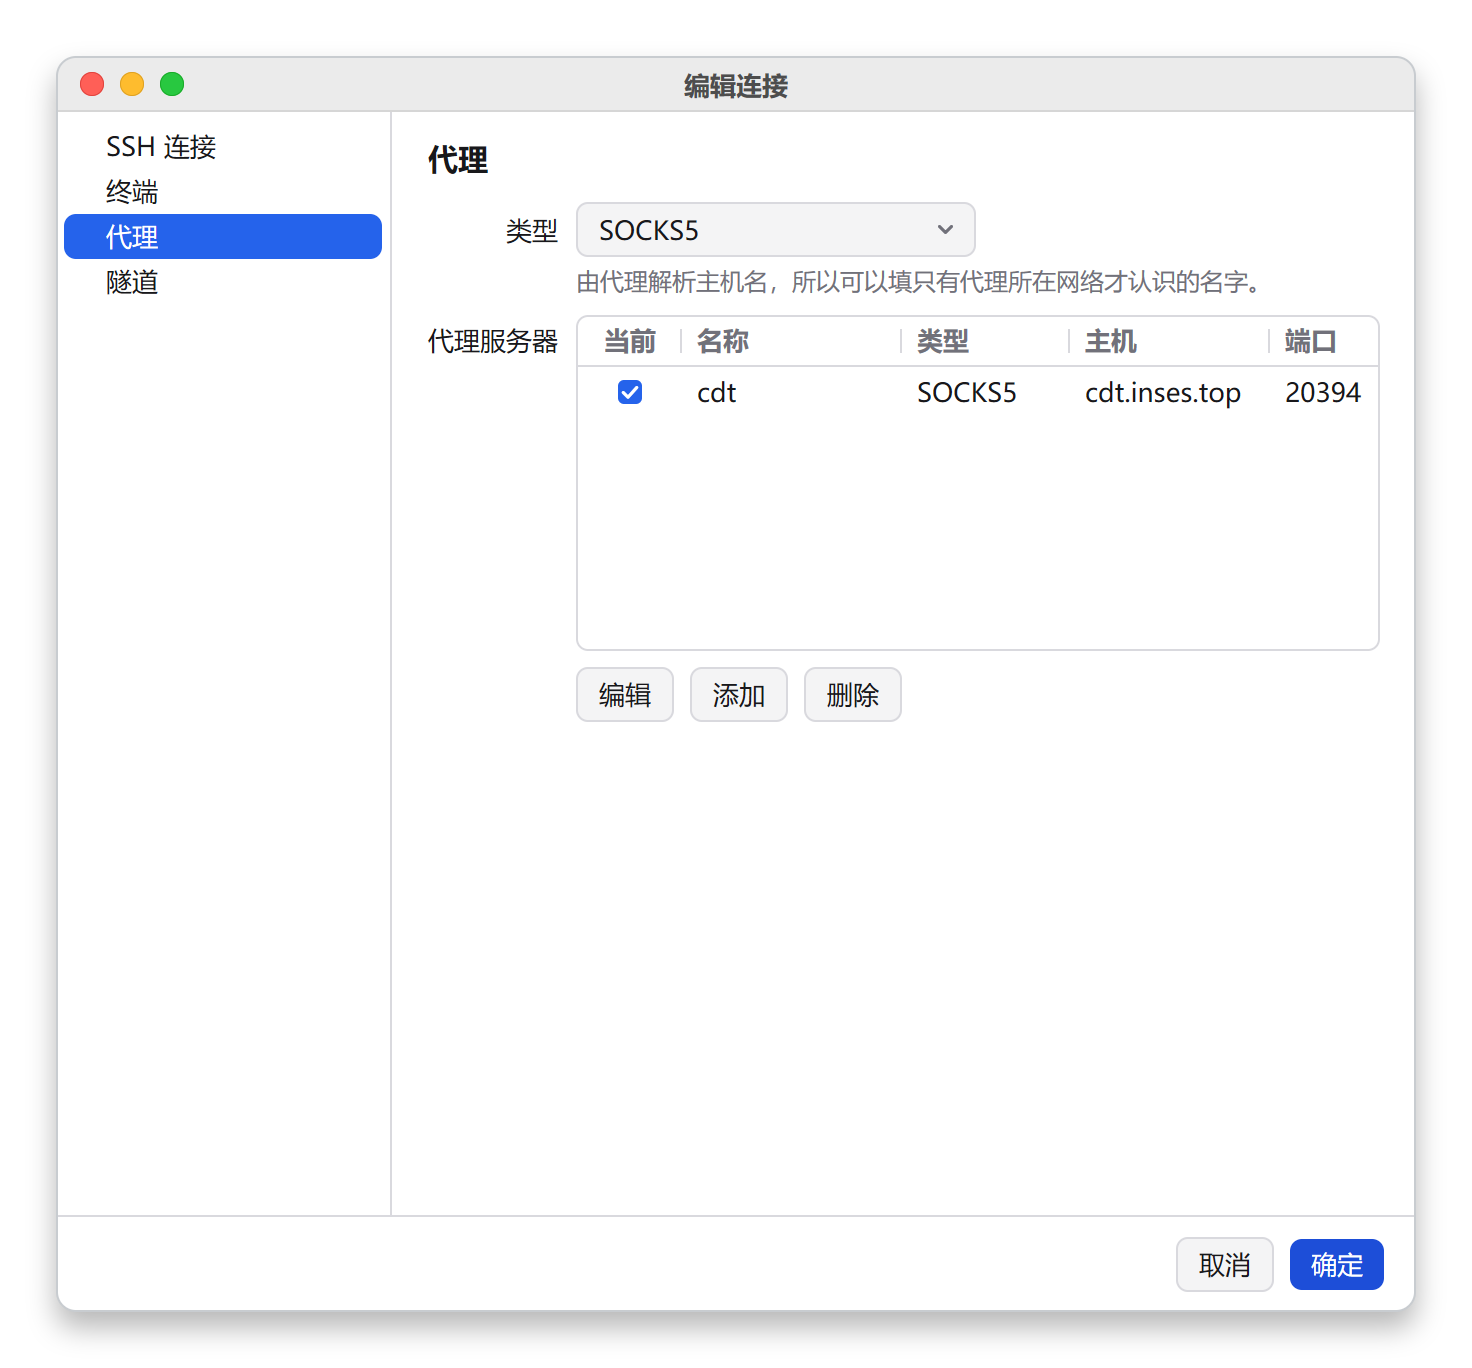 编辑连接
SSH 连接
终端
代理
隧道
代理
类型 SOCKS5
由代理解析主机名，所以可以填只有代理所在网络才认识的名字。
代理服务器 当前 名称 类型 主机 端口
cdt SOCKS5 cdt.inses.top 20394
编辑 添加 删除
取消 确定